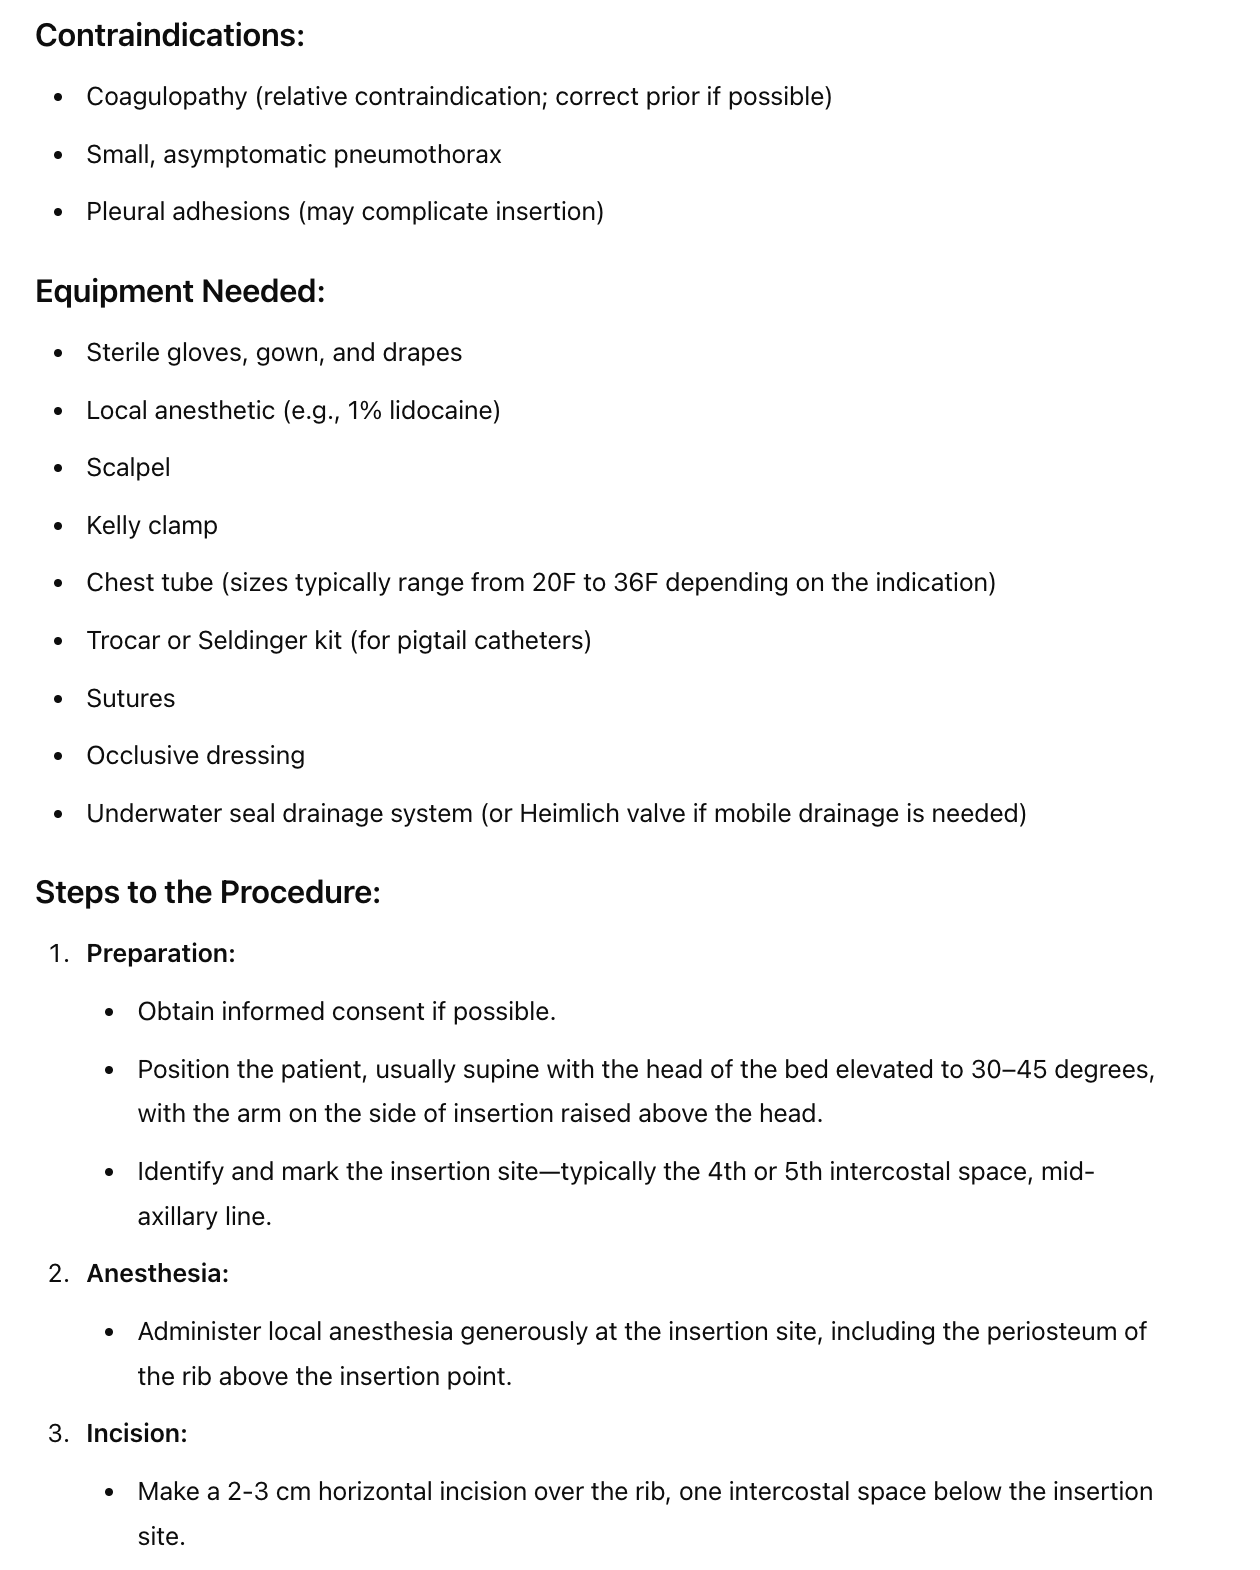 Contraindications:
• Coagulopathy (relative contraindication; correct prior if possible)
• Small, asymptomatic pneumothorax
• Pleural adhesions (may complicate insertion)
Equipment Needed:
• Sterile gloves, gown, and drapes
• Local anesthetic (e.g., 1% lidocaine)
• Scalpel
• Kelly clamp
• Chest tube (sizes typically range from 20F to 36F depending on the indication)
• Trocar or Seldinger kit (for pigtail catheters)
• Sutures
• Occlusive dressing
• Underwater seal drainage system (or Heimlich valve if mobile drainage is needed)
Steps to the Procedure:
1. Preparation:
• Obtain informed consent if possible.
• Position the patient, usually supine with the head of the bed elevated to 30–45 degrees,
with the arm on the side of insertion raised above the head.
• Identify and mark the insertion site—typically the 4th or 5th intercostal space, mid-
axillary line.
2. Anesthesia:
• Administer local anesthesia generously at the insertion site, including the periosteum of
the rib above the insertion point.
3. Incision:
• Make a 2-3 cm horizontal incision over the rib, one intercostal space below the insertion
site.